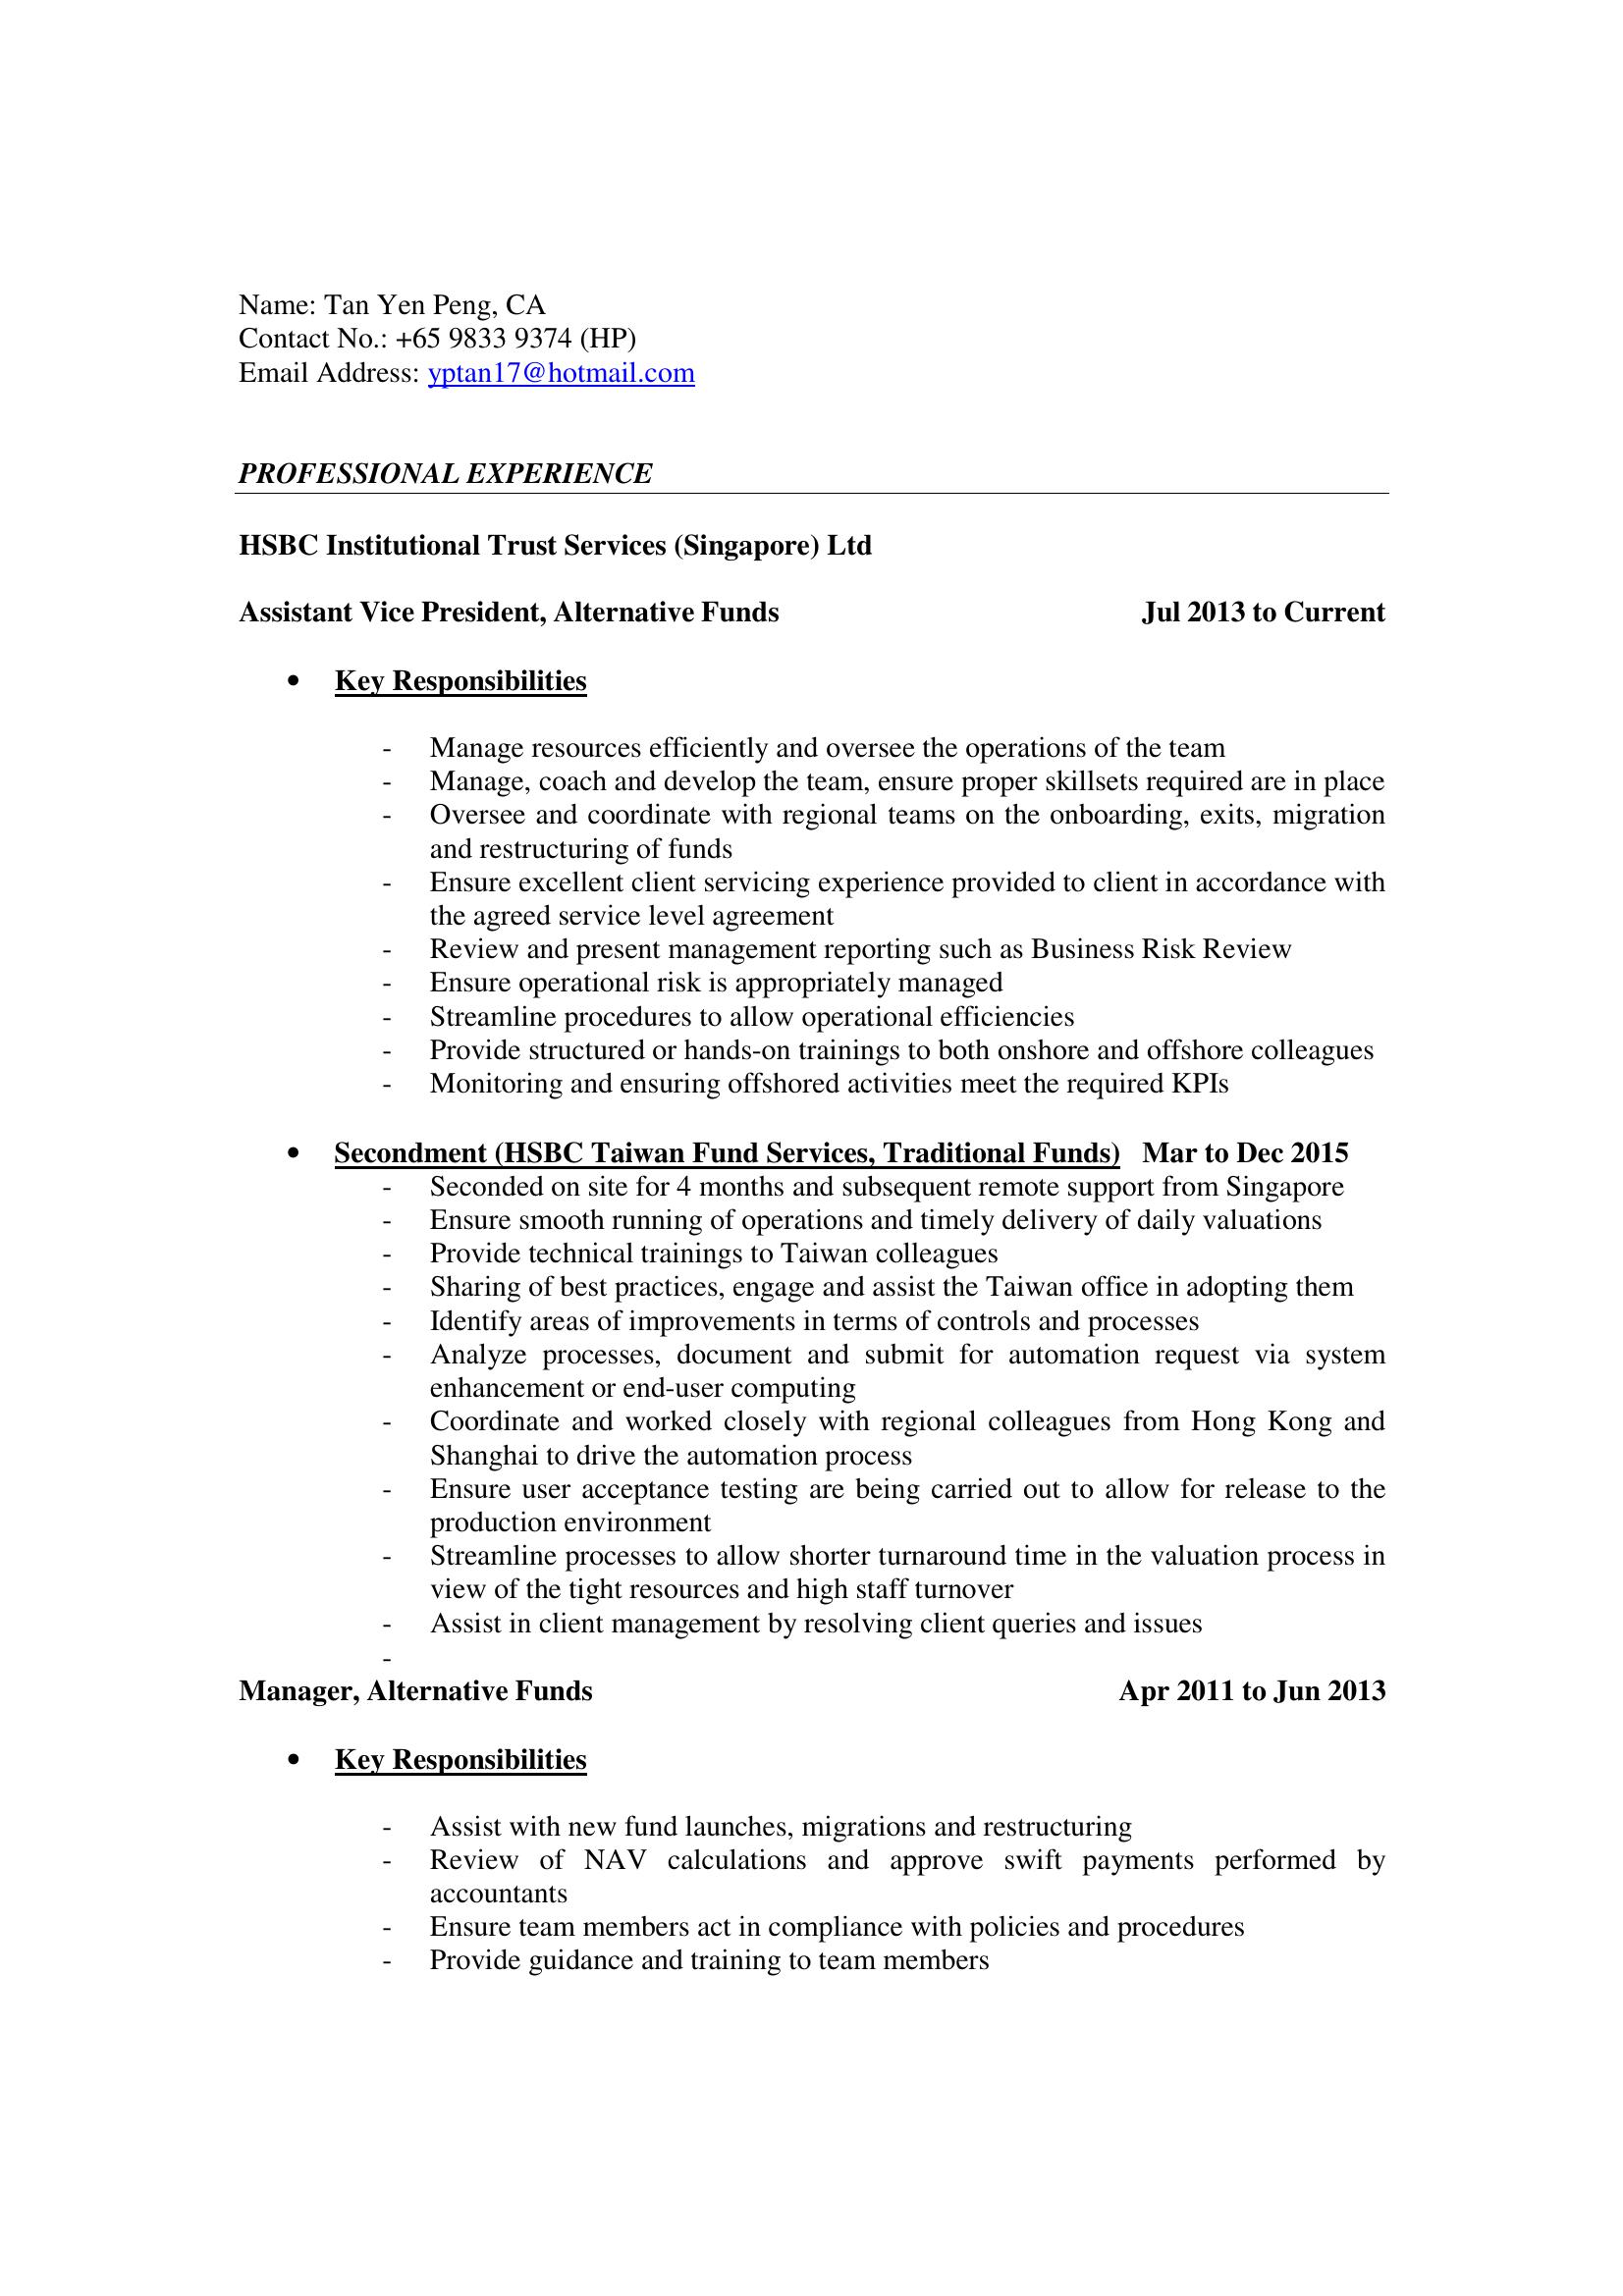 Name: Tan Yen Peng, CA
Contact No.: +65 9833 9374 (HP)
Email Address: yptan17@hotmail.com
PROFESSIONAL EXPERIENCE
HSBC Institutional Trust Services (Singapore) Ltd
Assistant Vice President, Alternative Funds Jul 2013 to Current
• Key Responsibilities
- Manage resources efficiently and oversee the operations of the team
- Manage, coach and develop the team, ensure proper skillsets required are in place
- Oversee and coordinate with regional teams on the onboarding, exits, migration
and restructuring of funds
- Ensure excellent client servicing experience provided to client in accordance with
the agreed service level agreement
- Review and present management reporting such as Business Risk Review
- Ensure operational risk is appropriately managed
- Streamline procedures to allow operational efficiencies
- Provide structured or hands-on trainings to both onshore and offshore colleagues
- Monitoring and ensuring offshored activities meet the required KPIs
• Secondment (HSBC Taiwan Fund Services, Traditional Funds) Mar to Dec 2015
- Seconded on site for 4 months and subsequent remote support from Singapore
- Ensure smooth running of operations and timely delivery of daily valuations
- Provide technical trainings to Taiwan colleagues
- Sharing of best practices, engage and assist the Taiwan office in adopting them
- Identify areas of improvements in terms of controls and processes
- Analyze processes, document and submit for automation request via system
enhancement or end-user computing
- Coordinate and worked closely with regional colleagues from Hong Kong and
Shanghai to drive the automation process
- Ensure user acceptance testing are being carried out to allow for release to the
production environment
- Streamline processes to allow shorter turnaround time in the valuation process in
view of the tight resources and high staff turnover
- Assist in client management by resolving client queries and issues
-
Manager, Alternative Funds Apr 2011 to Jun 2013
• Key Responsibilities
- Assist with new fund launches, migrations and restructuring
- Review of NAV calculations and approve swift payments performed by
accountants
- Ensure team members act in compliance with policies and procedures
- Provide guidance and training to team members